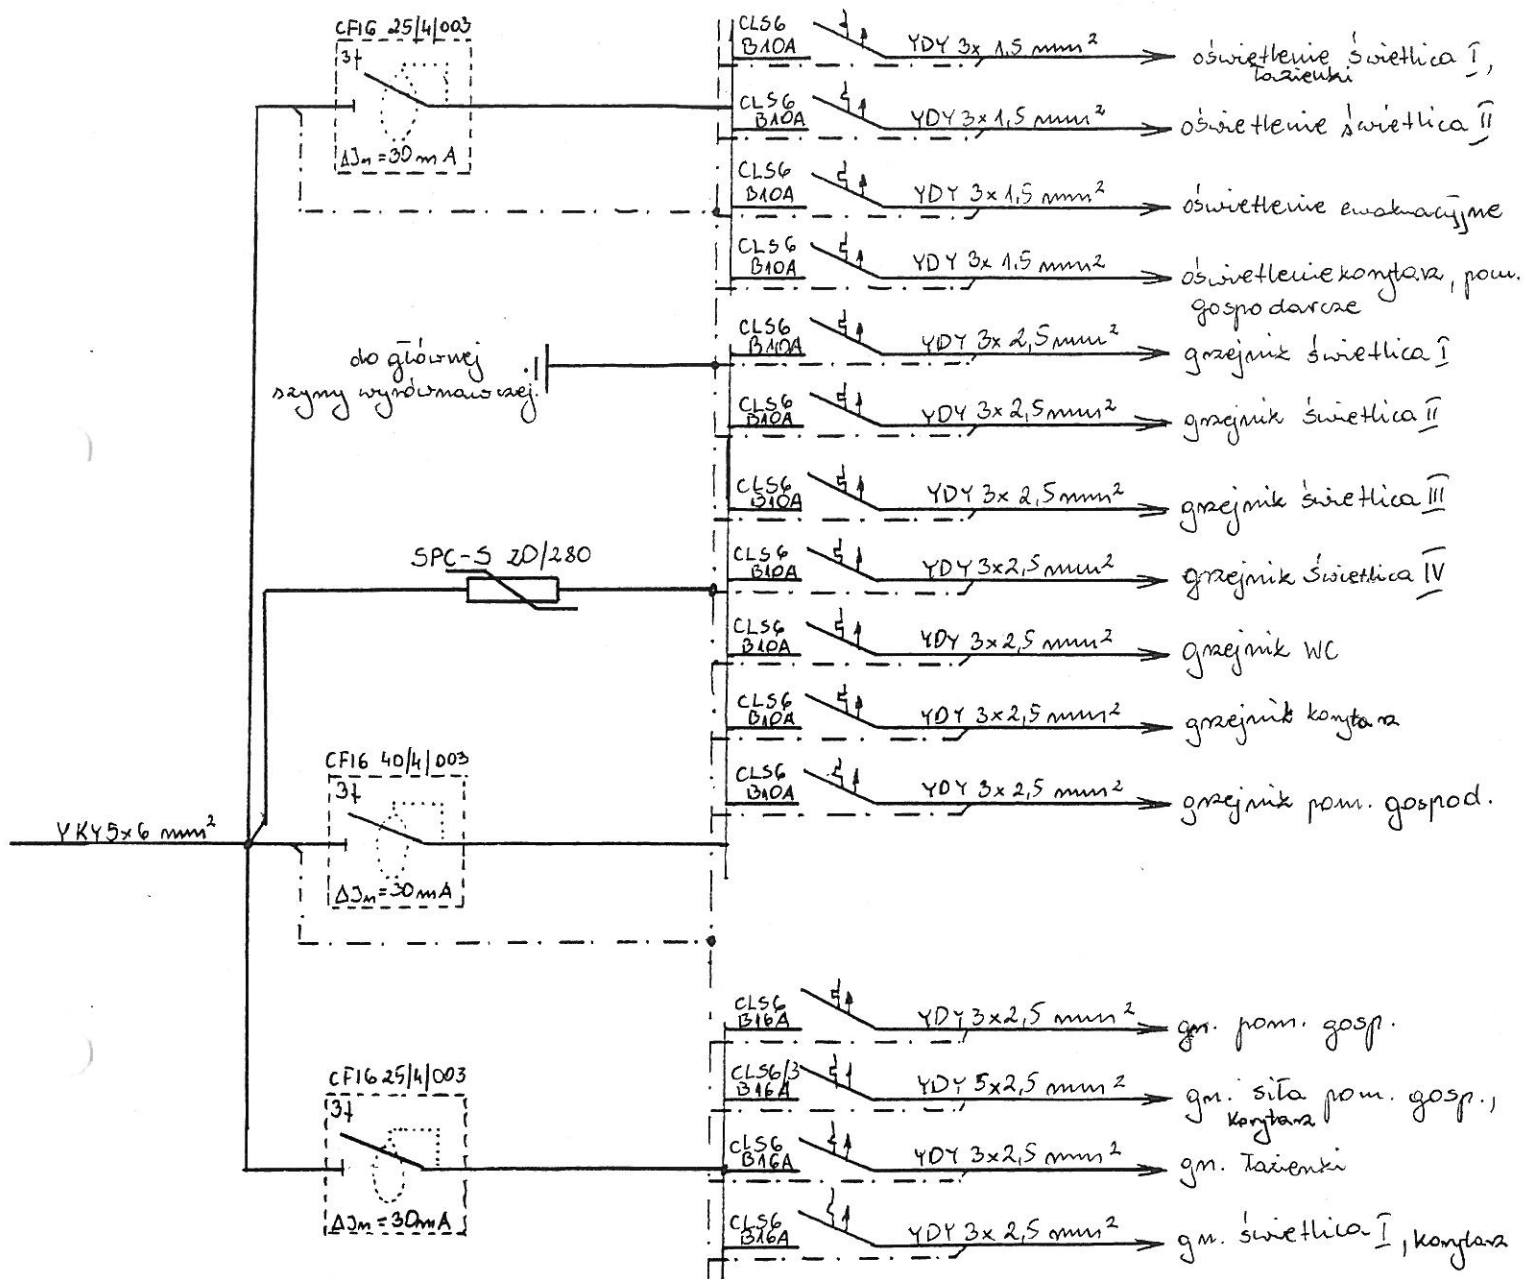 CFI6 25/4/003
3f
ΔJn = 30 mA
do głównej
szyny wyrównawczej.
SPC-S 20/280
CFI6 40/4/003
3f
ΔJn = 30 mA
YKY 5x6 mm²
CFI6 25/4/003
3f
ΔJn = 30 mA
CLS6 B10A YDY 3x 1,5 mm² oświetlenie świetlica I,
łazienki
CLS6 B10A YDY 3x 1,5 mm² oświetlenie świetlica II
CLS6 B10A YDY 3x 1,5 mm² oświetlenie ewakuacyjne
CLS6 B10A YDY 3x 1,5 mm² oświetlenie korytarz, pom.
gospodarcze
CLS6 B10A YDY 3x 2,5 mm² grzejnik świetlica I
CLS6 B10A YDY 3x 2,5 mm² grzejnik świetlica II
CLS6 B10A YDY 3x 2,5 mm² grzejnik świetlica III
CLS6 B10A YDY 3x2,5 mm² grzejnik świetlica IV
CLS6 B10A YDY 3x2,5 mm² grzejnik WC
CLS6 B10A YDY 3x2,5 mm² grzejnik korytarz
CLS6 B10A YDY 3x 2,5 mm² grzejnik pom. gospod.
CLS6 B16A YDY 3x2,5 mm² gn. pom. gosp.
CLS6/3 B16A YDY 5x2,5 mm² gn. siła pom. gosp.,
korytarz
CLS6 B16A YDY 3x2,5 mm² gn. łazienki
CLS6 B16A YDY 3x 2,5 mm² gn. świetlica I, korytarz